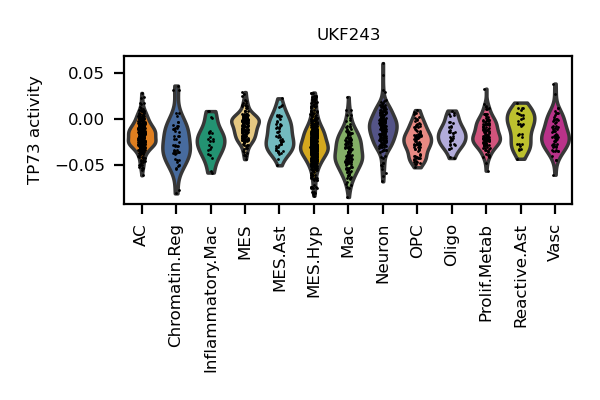 UKF243
TP73 activity
0.05
0.00
−0.05
AC
Chromatin.Reg
Inflammatory.Mac
MES
MES.Ast
MES.Hyp
Mac
Neuron
OPC
Oligo
Prolif.Metab
Reactive.Ast
Vasc